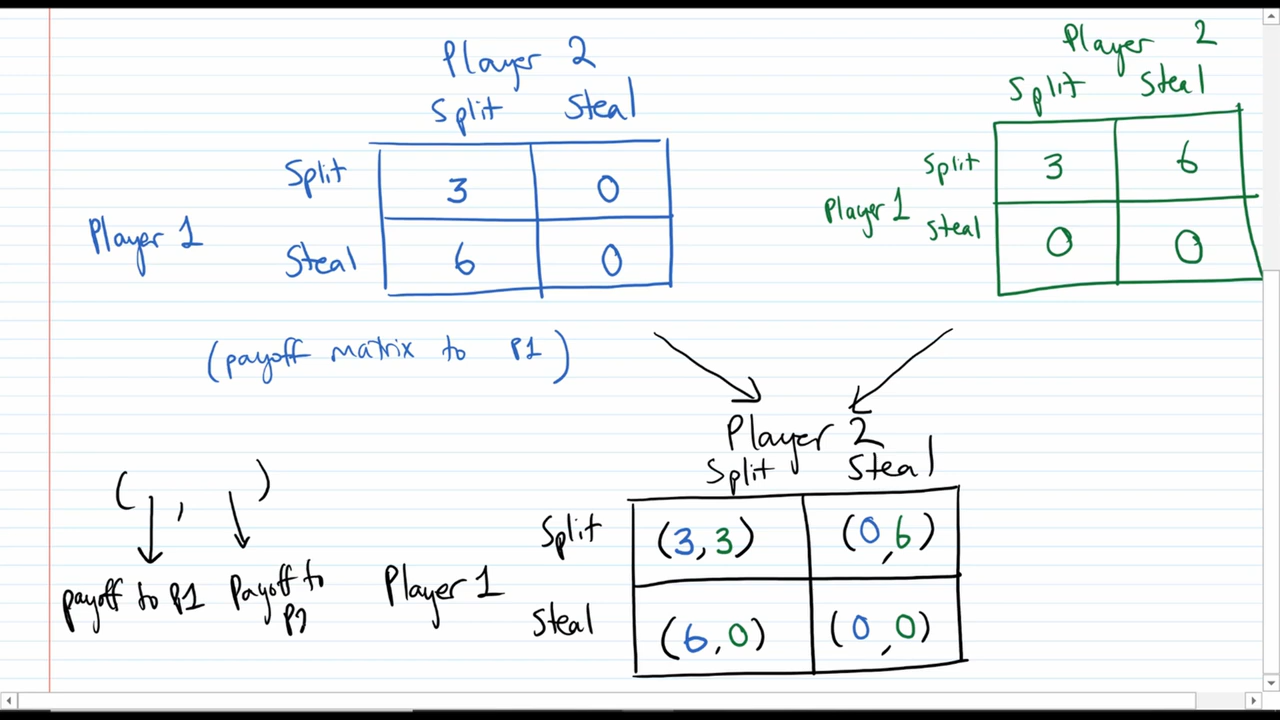 Player 2
Split Steal
Split 3 0
Player 1
Steal 6 0
(payoff matrix to P1)
Player 2
Split Steal
Split 3 6
Player 1
Steal 0 0
( , )
payoff to P1
Payoff to
P2
Player 2
Split Steal
Split (3,3) (0,6)
Player 1
Steal (6,0) (0,0)